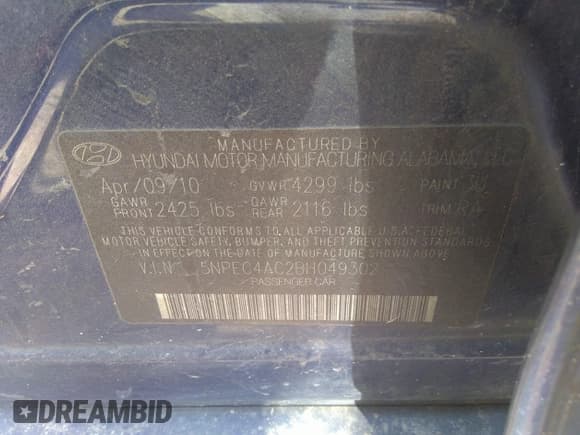 MANUFACTURED BY
HYUNDAI MOTOR MANUFACTURING ALABAMA, LLC
Apr/09/10 GVWR 4299 lbs PAINT
GAWR FRONT 2425 lbs GAWR REAR 2116 lbs TRIM RA
THIS VEHICLE CONFORMS TO ALL APPLICABLE U.S.A. FEDERAL
MOTOR VEHICLE SAFETY, BUMPER, AND THEFT PREVENTION STANDARDS
IN EFFECT ON THE DATE OF MANUFACTURE SHOWN ABOVE.
V.I.N: 5NPEC4AC2BH049302
PASSENGER CAR
DREAMBID